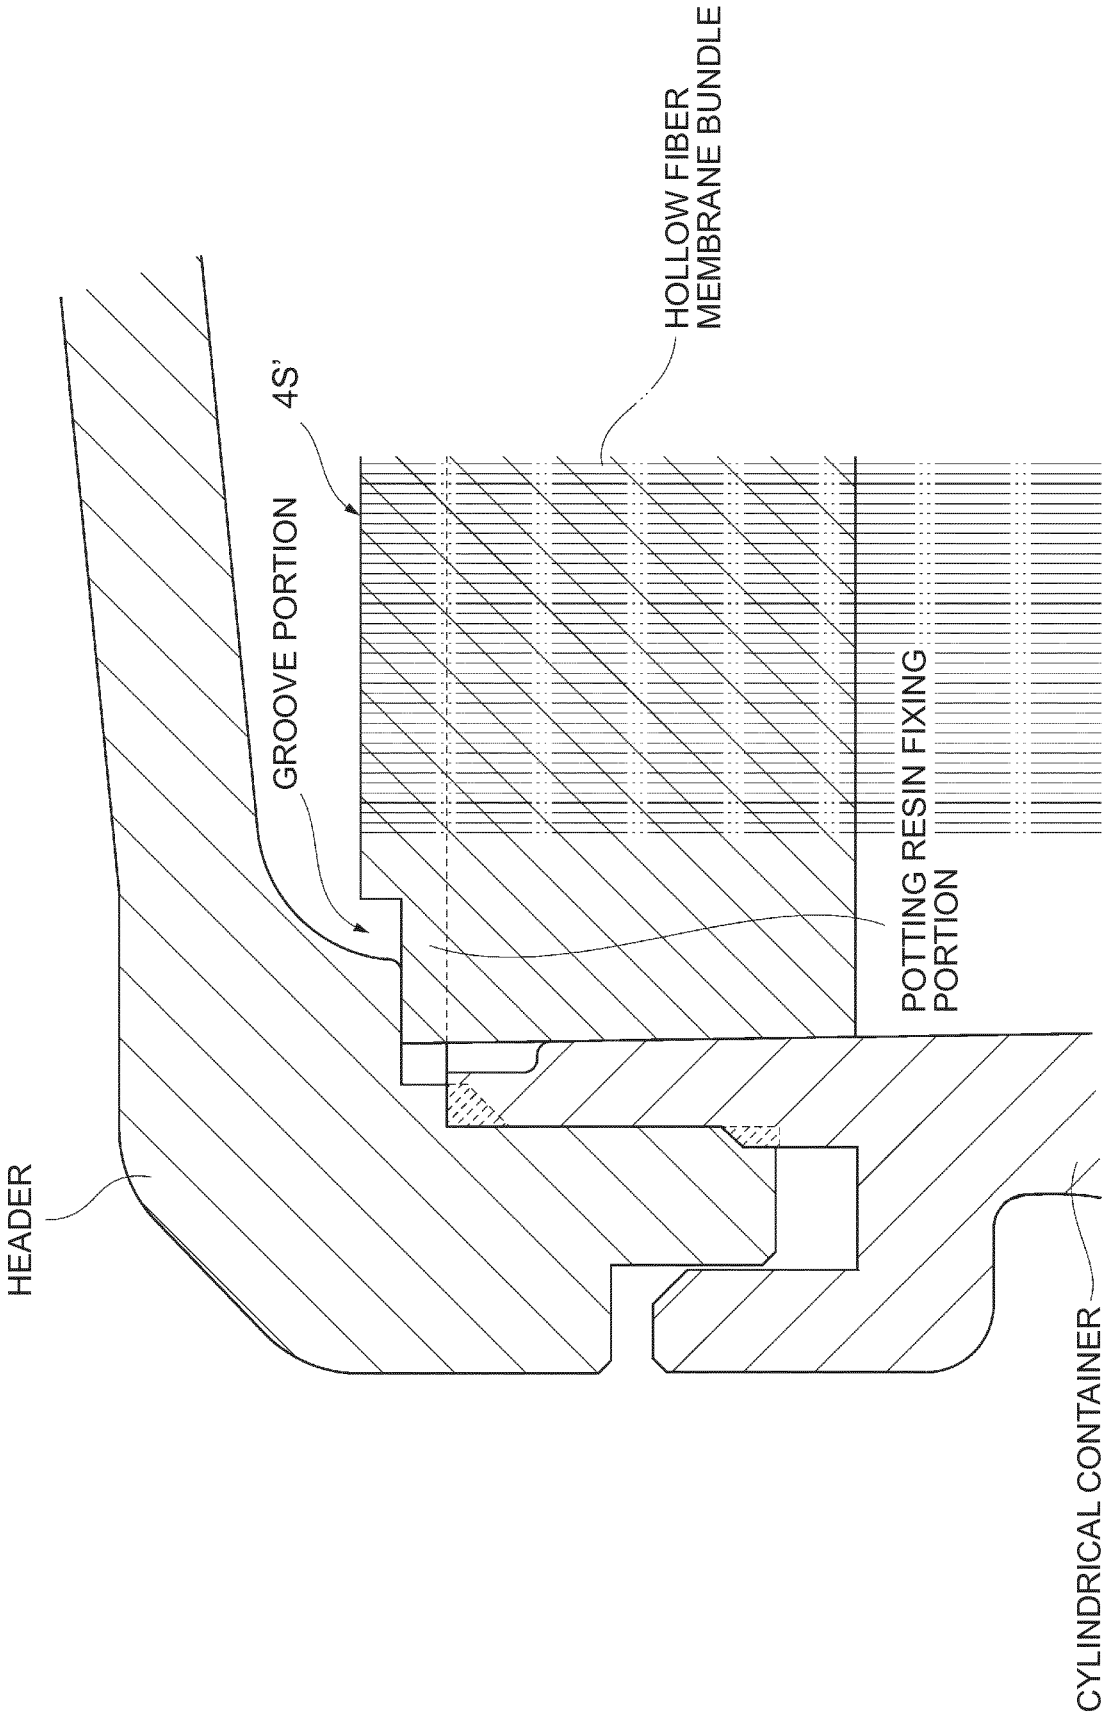 HEADER
GROOVE PORTION
4S'
HOLLOW FIBER
MEMBRANE BUNDLE
POTTING RESIN FIXING
PORTION
CYLINDRICAL CONTAINER